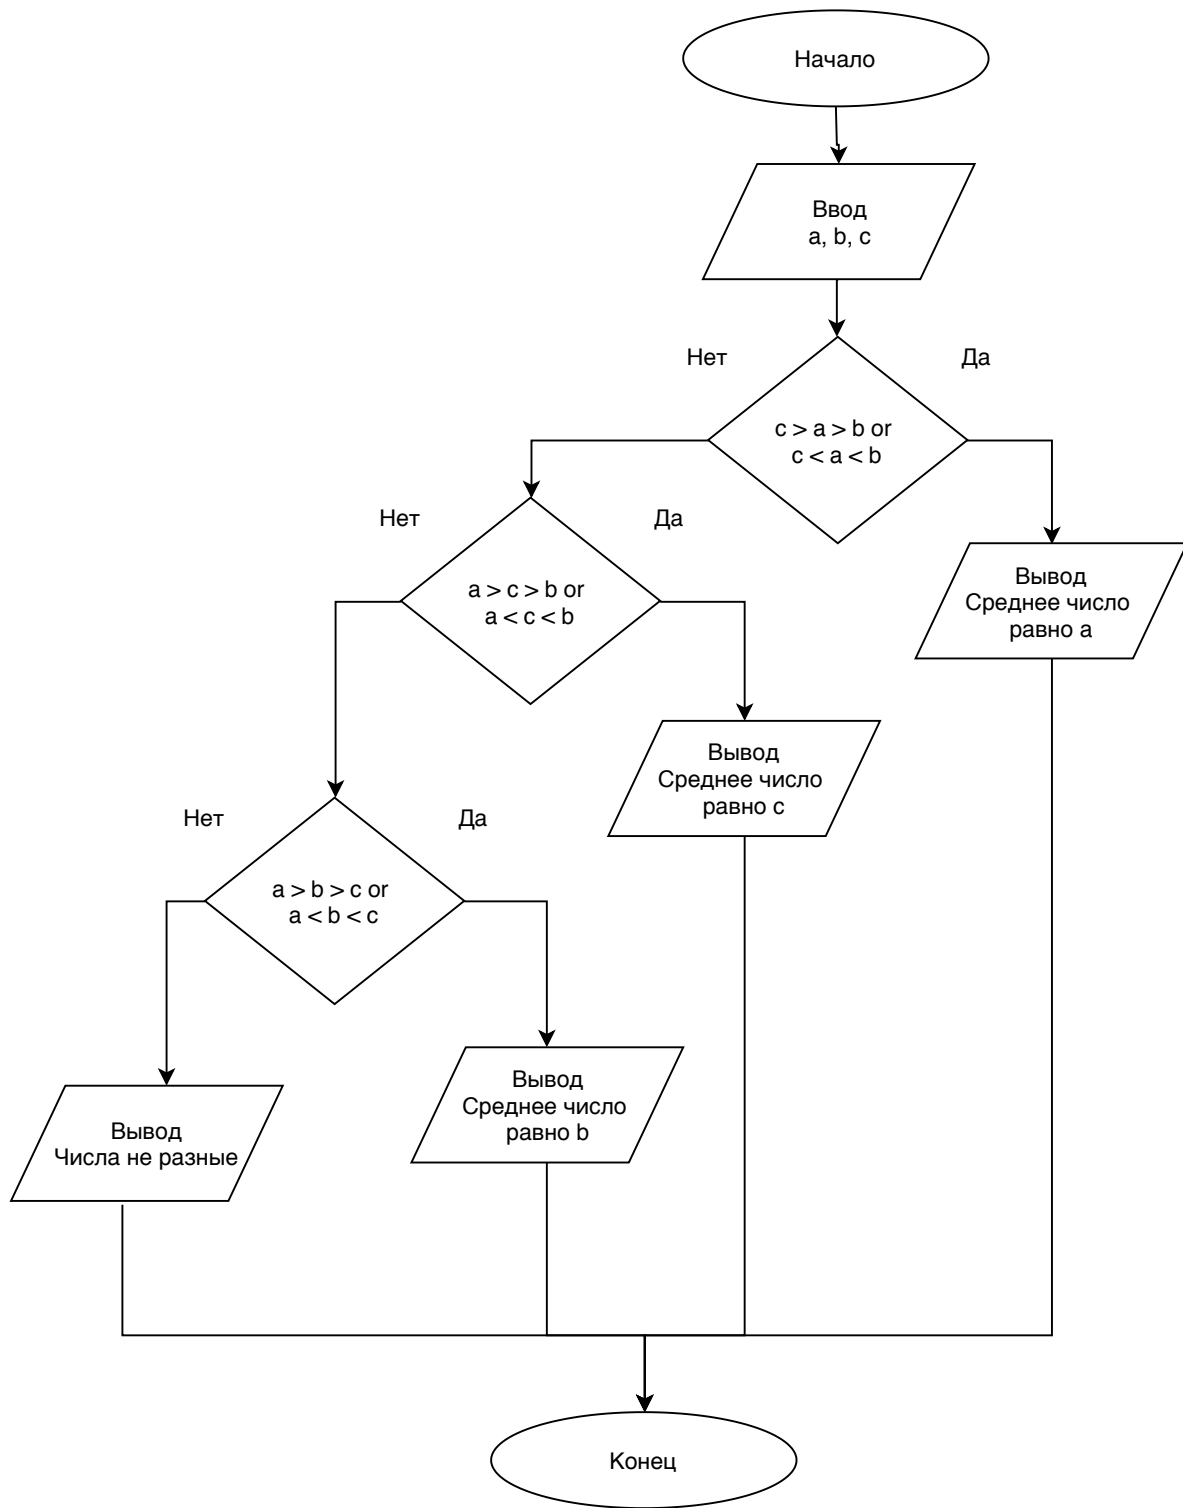 Начало
Ввод
a, b, c
Нет
Да
c > a > b or
c < a < b
Нет
Да
a > c > b or
a < c < b
Вывод
Среднее число
равно a
Вывод
Среднее число
равно c
Нет
Да
a > b > c or
a < b < c
Вывод
Среднее число
равно b
Вывод
Числа не разные
Конец